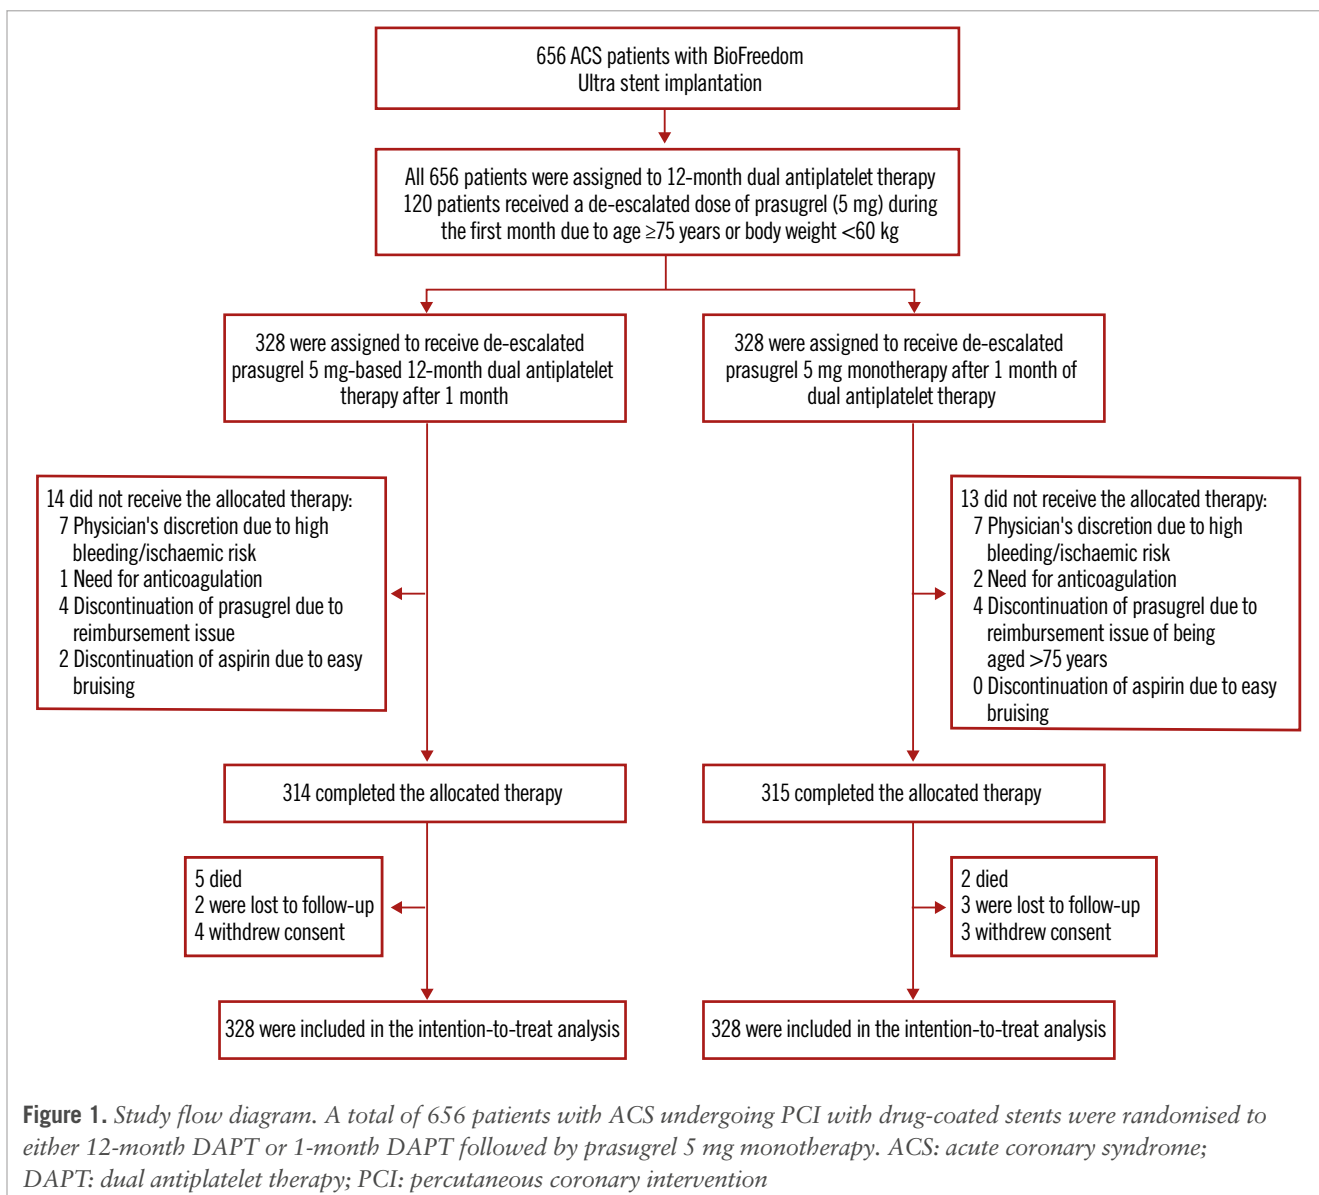 656 ACS patients with BioFreedom
Ultra stent implantation
All 656 patients were assigned to 12-month dual antiplatelet therapy
120 patients received a de-escalated dose of prasugrel (5 mg) during
the first month due to age ≥75 years or body weight <60 kg
328 were assigned to receive de-escalated
prasugrel 5 mg-based 12-month dual antiplatelet
therapy after 1 month
328 were assigned to receive de-escalated
prasugrel 5 mg monotherapy after 1 month of
dual antiplatelet therapy
14 did not receive the allocated therapy:
7 Physician's discretion due to high
bleeding/ischaemic risk
1 Need for anticoagulation
4 Discontinuation of prasugrel due to
reimbursement issue
2 Discontinuation of aspirin due to easy
bruising
13 did not receive the allocated therapy:
7 Physician's discretion due to high
bleeding/ischaemic risk
2 Need for anticoagulation
4 Discontinuation of prasugrel due to
reimbursement issue of being
aged >75 years
0 Discontinuation of aspirin due to easy
bruising
314 completed the allocated therapy
315 completed the allocated therapy
5 died
2 were lost to follow-up
4 withdrew consent
2 died
3 were lost to follow-up
3 withdrew consent
328 were included in the intention-to-treat analysis
328 were included in the intention-to-treat analysis
Figure 1. Study flow diagram. A total of 656 patients with ACS undergoing PCI with drug-coated stents were randomised to
either 12-month DAPT or 1-month DAPT followed by prasugrel 5 mg monotherapy. ACS: acute coronary syndrome;
DAPT: dual antiplatelet therapy; PCI: percutaneous coronary intervention